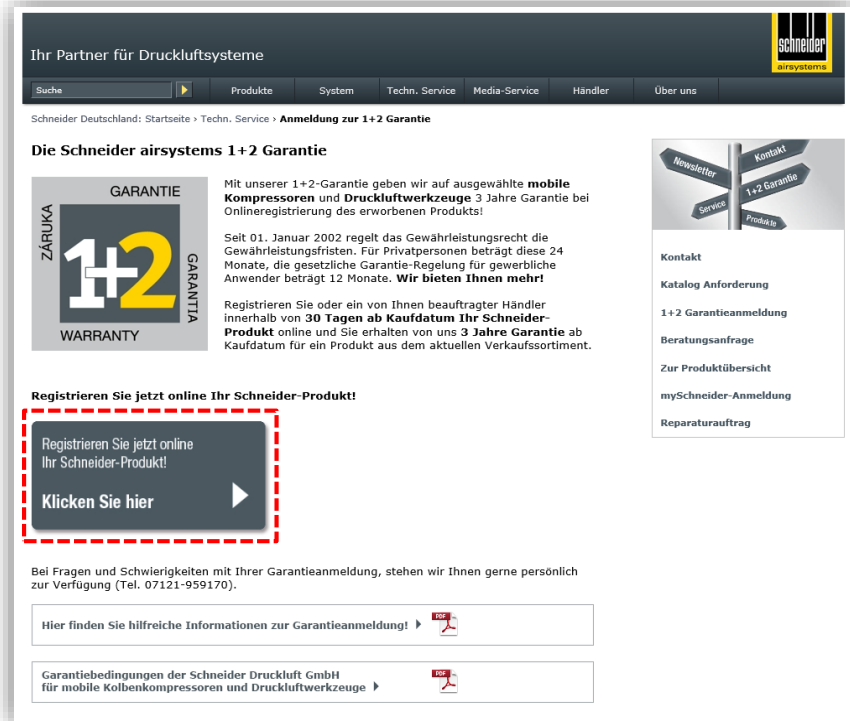 Ihr Partner für Druckluftsysteme
schneider
airsystems
Suche
Produkte
System
Techn. Service
Media-Service
Händler
Über uns
Schneider Deutschland: Startseite › Techn. Service › Anmeldung zur 1+2 Garantie
Die Schneider airsystems 1+2 Garantie
GARANTIE
ZÁRUKA
1+2
GARANTIA
WARRANTY
Mit unserer 1+2-Garantie geben wir auf ausgewählte mobile
Kompressoren und Druckluftwerkzeuge 3 Jahre Garantie bei
Onlineregistrierung des erworbenen Produkts!
Seit 01. Januar 2002 regelt das Gewährleistungsrecht die
Gewährleistungsfristen. Für Privatpersonen beträgt diese 24
Monate, die gesetzliche Garantie-Regelung für gewerbliche
Anwender beträgt 12 Monate. Wir bieten Ihnen mehr!
Registrieren Sie oder ein von Ihnen beauftragter Händler
innerhalb von 30 Tagen ab Kaufdatum Ihr Schneider-
Produkt online und Sie erhalten von uns 3 Jahre Garantie ab
Kaufdatum für ein Produkt aus dem aktuellen Verkaufssortiment.
Registrieren Sie jetzt online Ihr Schneider-Produkt!
Registrieren Sie jetzt online
Ihr Schneider-Produkt!
Klicken Sie hier
Bei Fragen und Schwierigkeiten mit Ihrer Garantieanmeldung, stehen wir Ihnen gerne persönlich
zur Verfügung (Tel. 07121-959170).
Hier finden Sie hilfreiche Informationen zur Garantieanmeldung!
PDF
Garantiebedingungen der Schneider Druckluft GmbH
für mobile Kolbenkompressoren und Druckluftwerkzeuge
PDF
Newsletter
Kontakt
1+2 Garantie
Service
Produkte
Kontakt
Katalog Anforderung
1+2 Garantieanmeldung
Beratungsanfrage
Zur Produktübersicht
mySchneider-Anmeldung
Reparaturauftrag